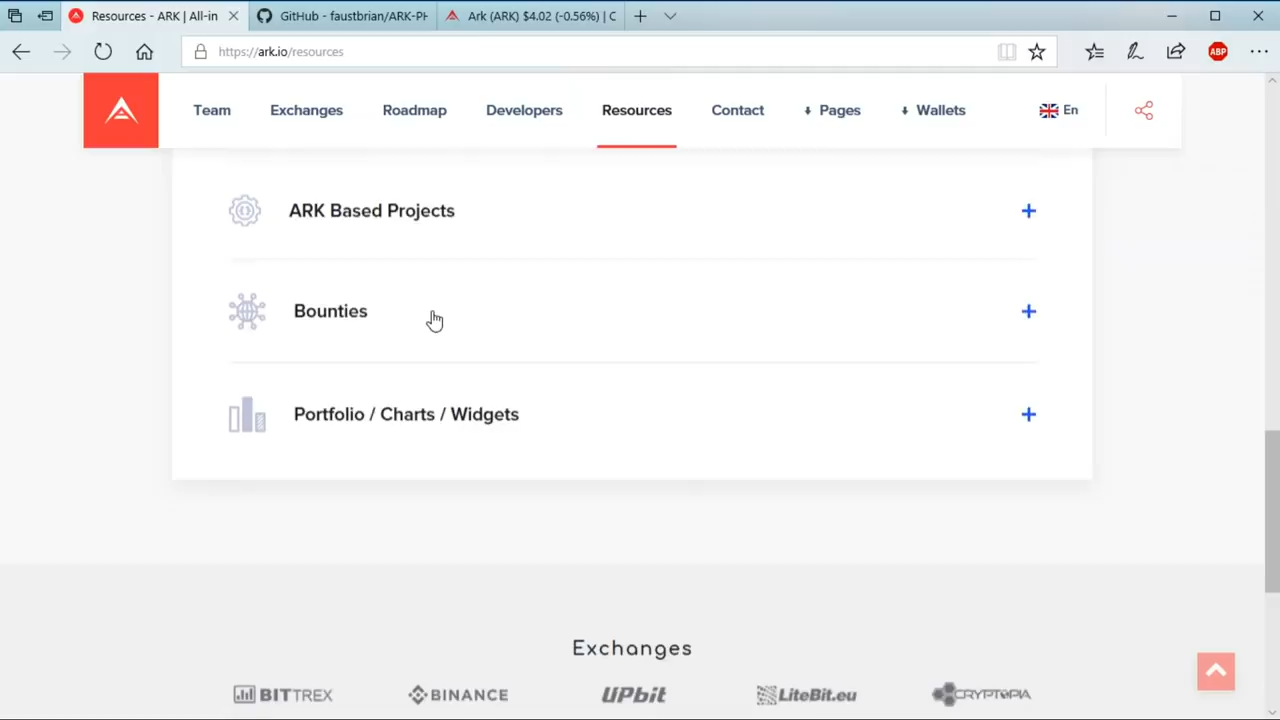 Resources - ARK | All-in
GitHub - faustbrian/ARK-PH
Ark (ARK) $4.02 (-0.56%) | C
https://ark.io/resources
ABP
Team
Exchanges
Roadmap
Developers
Resources
Contact
Pages
Wallets
En
ARK Based Projects
Bounties
Portfolio / Charts / Widgets
Exchanges
BITTREX
BINANCE
UPbit
LiteBit.eu
CRYPTOPIA